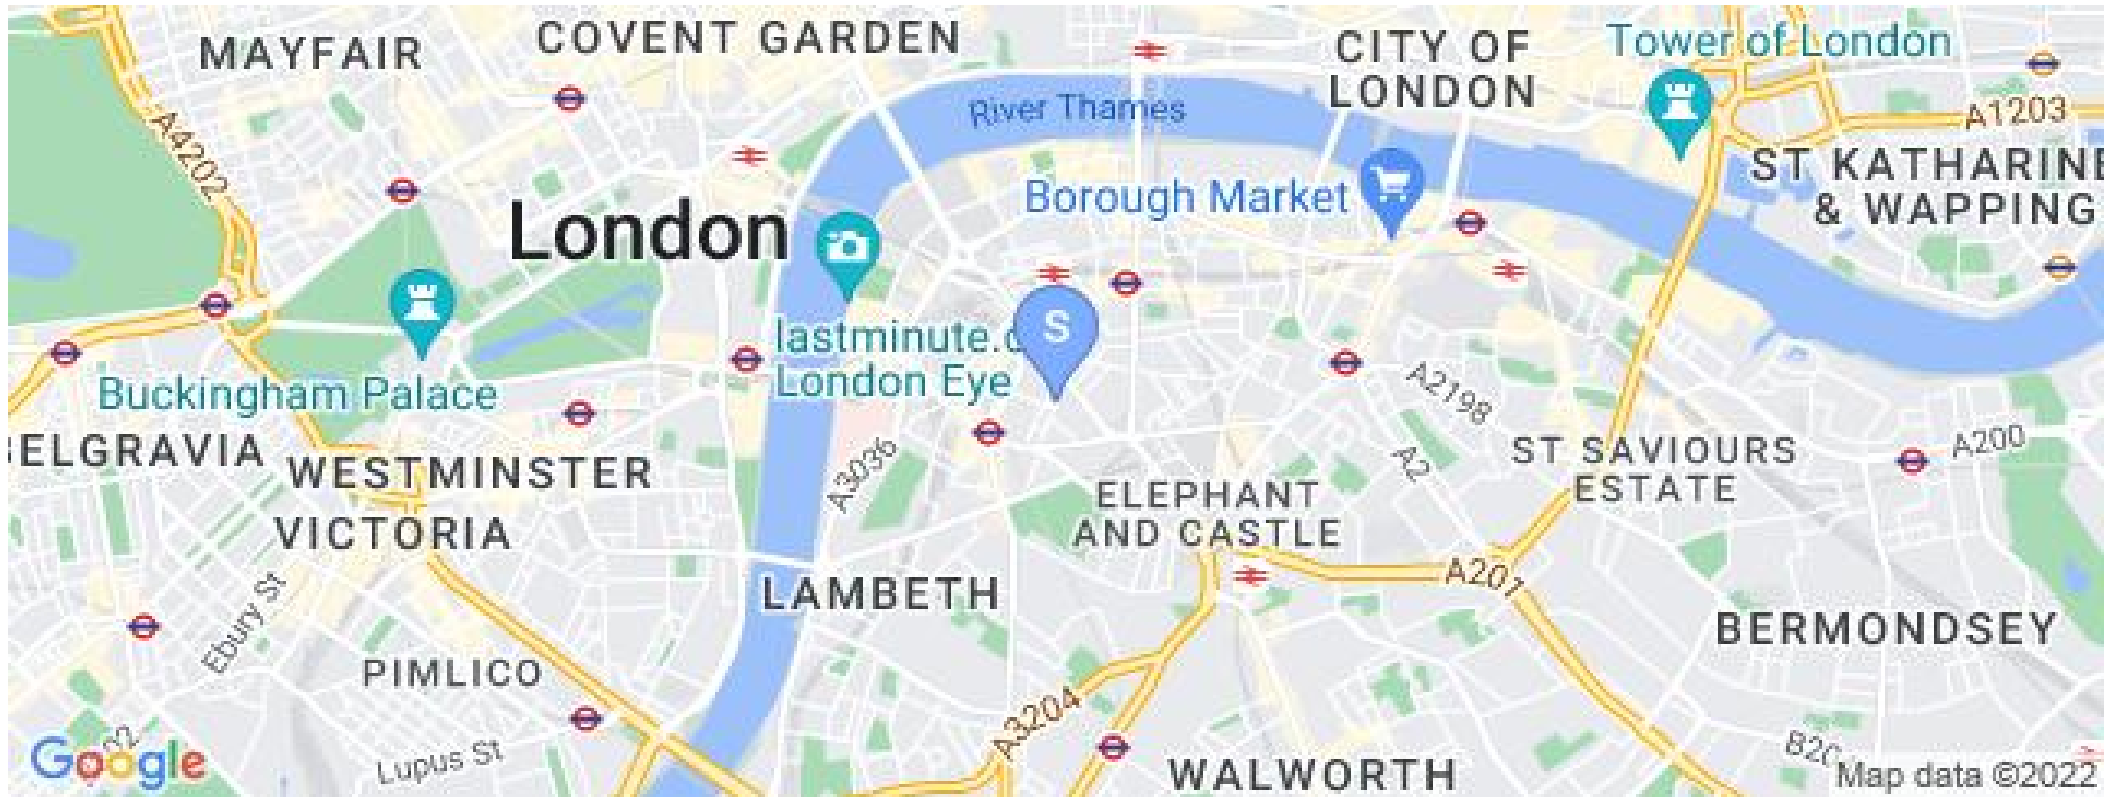 MAYFAIR
COVENT GARDEN
CITY OF
LONDON
Tower of London
River Thames
A4202
A1203
ST KATHARINE
& WAPPING
Borough Market
London
S
lastminute.c
London Eye
Buckingham Palace
BELGRAVIA
WESTMINSTER
VICTORIA
A3036
A2198
A2
A200
ST SAVIOURS
ESTATE
ELEPHANT
AND CASTLE
LAMBETH
A201
Ebury St
PIMLICO
BERMONDSEY
A3204
Lupus St
WALWORTH
Google
Map data ©2022